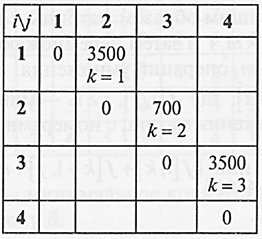 i\j 1 2 3 4
1 0 3500
k = 1
2 0 700
k = 2
3 0 3500
k = 3
4 0